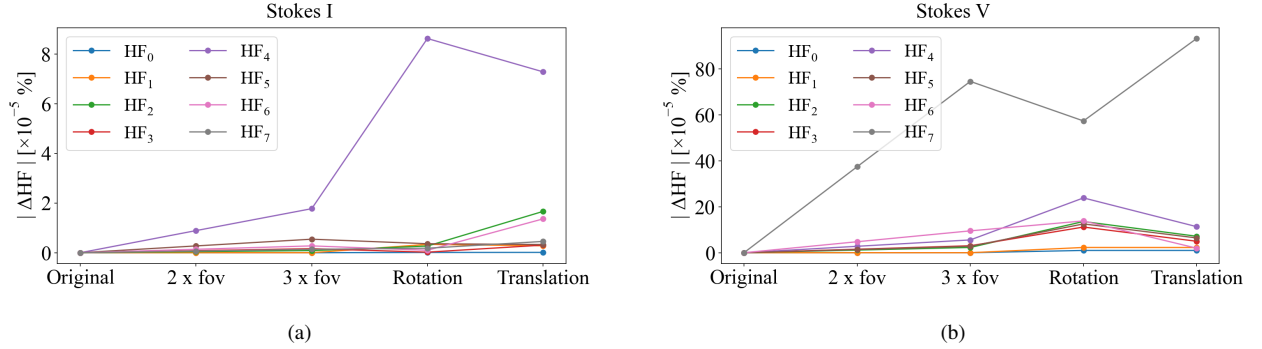 Stokes I
| ΔHF | [×10⁻⁵ %]
8
6
4
2
0
HF₀
HF₁
HF₂
HF₃
HF₄
HF₅
HF₆
HF₇
Original 2 x fov 3 x fov Rotation Translation
(a)
Stokes V
| ΔHF | [×10⁻⁵ %]
80
60
40
20
0
HF₀
HF₁
HF₂
HF₃
HF₄
HF₅
HF₆
HF₇
Original 2 x fov 3 x fov Rotation Translation
(b)